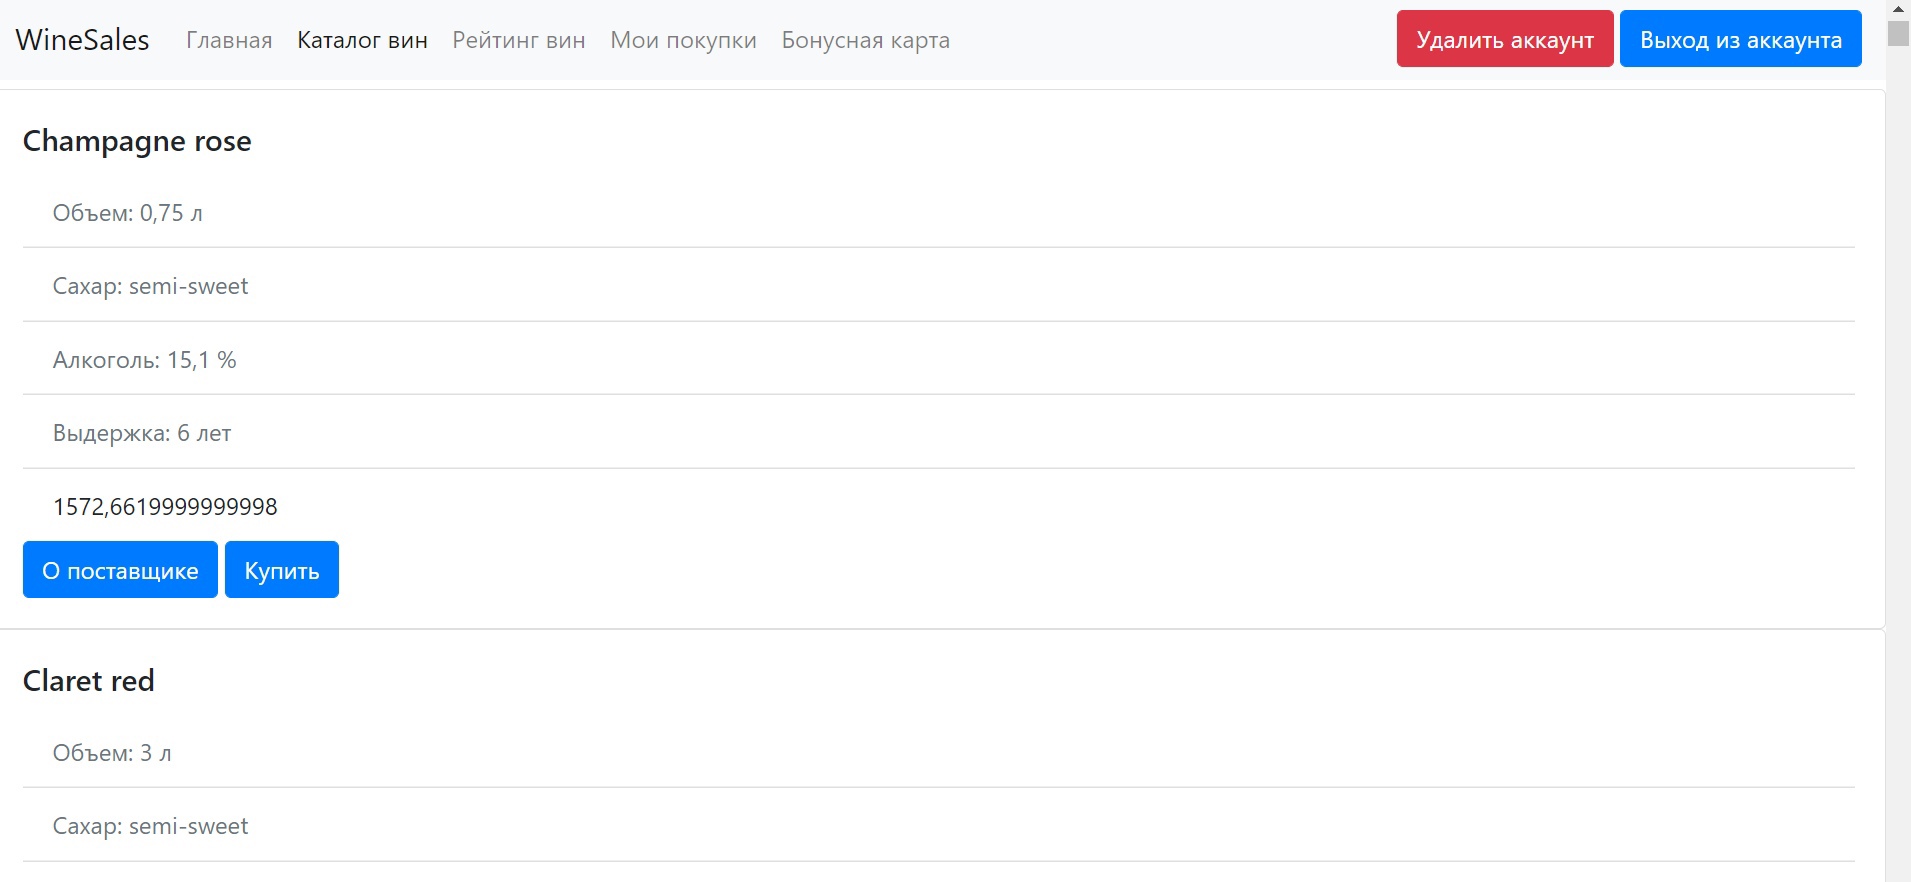 WineSales Главная Каталог вин Рейтинг вин Мои покупки Бонусная карта Удалить аккаунт Выход из аккаунта
Champagne rose
Объем: 0,75 л
Сахар: semi-sweet
Алкоголь: 15,1 %
Выдержка: 6 лет
1572,6619999999998
О поставщике Купить
Claret red
Объем: 3 л
Сахар: semi-sweet